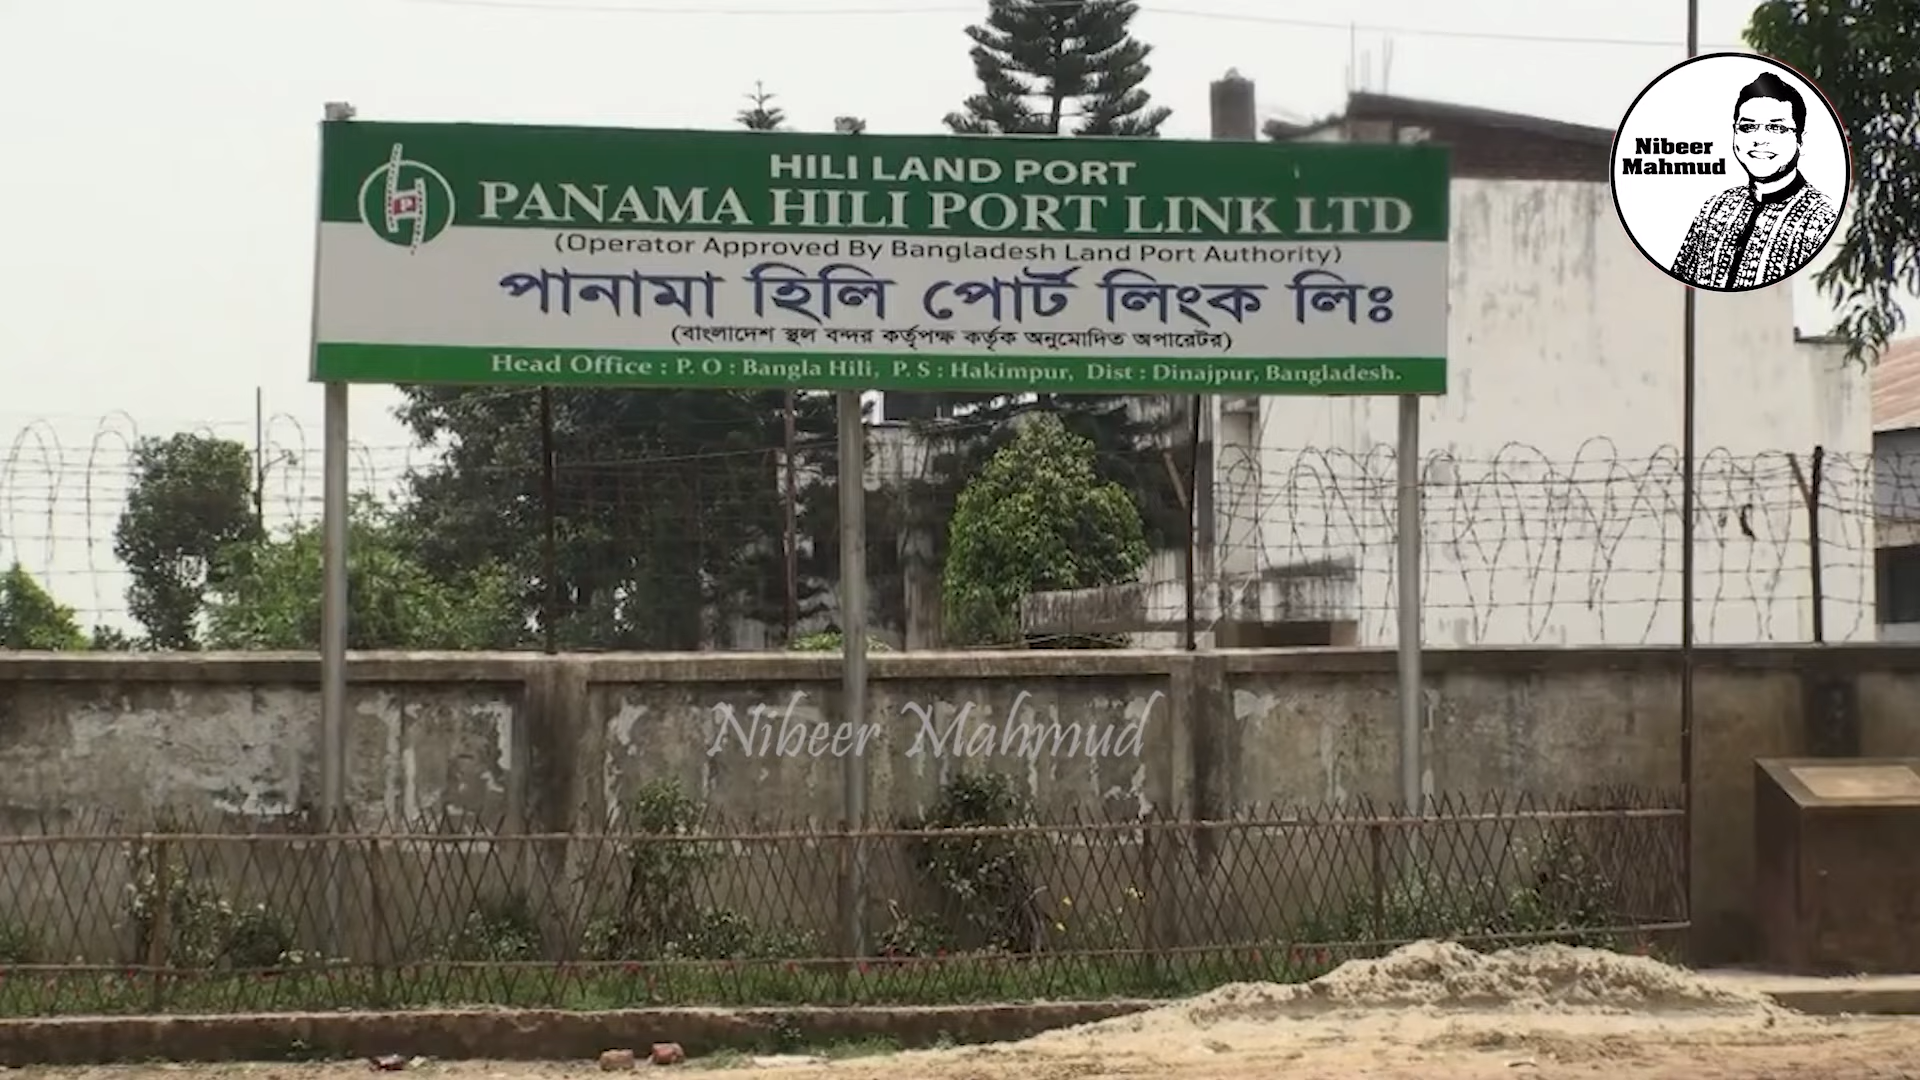 HILI LAND PORT
PANAMA HILI PORT LINK LTD
(Operator Approved By Bangladesh Land Port Authority)
পানামা হিলি পোর্ট লিংক লিঃ
(বাংলাদেশ স্থল বন্দর কর্তৃপক্ষ কর্তৃক অনুমোদিত অপারেটর)
Head Office : P. O : Bangla Hili, P. S : Hakimpur, Dist : Dinajpur, Bangladesh.
P
Nibeer
Mahmud
Nibeer Mahmud